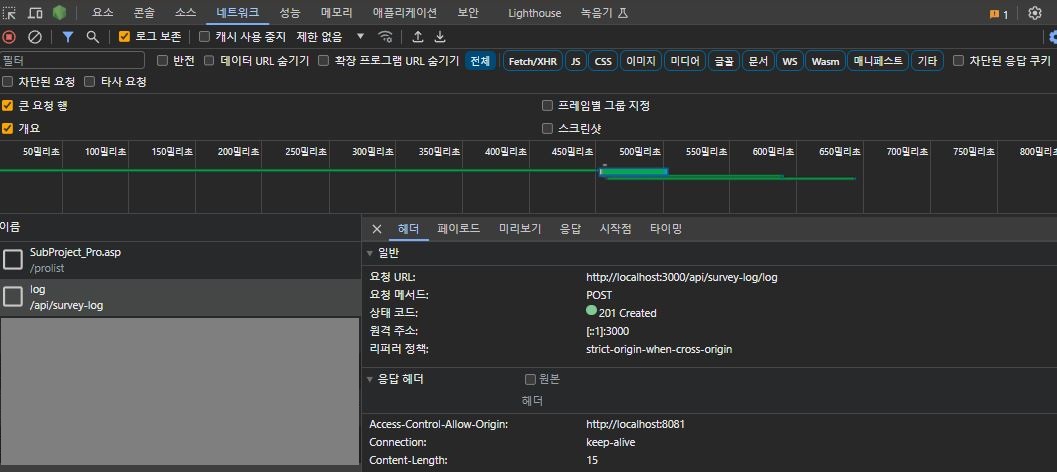 요소 콘솔 소스 네트워크 성능 메모리 애플리케이션 보안 Lighthouse 녹음기 1
로그 보존 캐시 사용 중지 제한 없음
필터 반전 데이터 URL 숨기기 확장 프로그램 URL 숨기기 전체 Fetch/XHR JS CSS 이미지 미디어 글꼴 문서 WS Wasm 매니페스트 기타 차단된 응답 쿠키
차단된 요청 타사 요청
큰 요청 행 프레임별 그룹 지정
개요 스크린샷
50밀리초 100밀리초 150밀리초 200밀리초 250밀리초 300밀리초 350밀리초 400밀리초 450밀리초 500밀리초 550밀리초 600밀리초 650밀리초 700밀리초 750밀리초 800밀리초
이름
SubProject_Pro.asp
/prolist
log
/api/survey-log
헤더 페이로드 미리보기 응답 시작점 타이밍
일반
요청 URL: http://localhost:3000/api/survey-log/log
요청 메서드: POST
상태 코드: 201 Created
원격 주소: [::1]:3000
리퍼러 정책: strict-origin-when-cross-origin
응답 헤더 원본
헤더
Access-Control-Allow-Origin: http://localhost:8081
Connection: keep-alive
Content-Length: 15